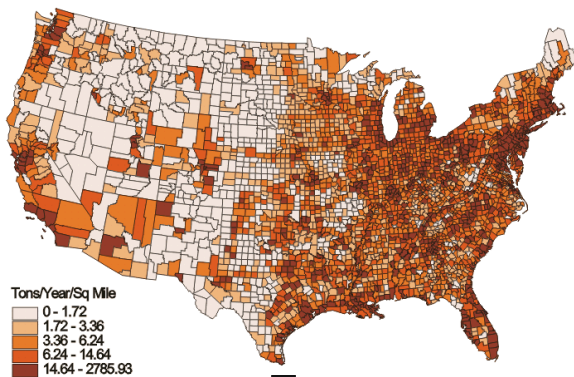 Tons/Year/Sq Mile
0 - 1.72
1.72 - 3.36
3.36 - 6.24
6.24 - 14.64
14.64 - 2785.93